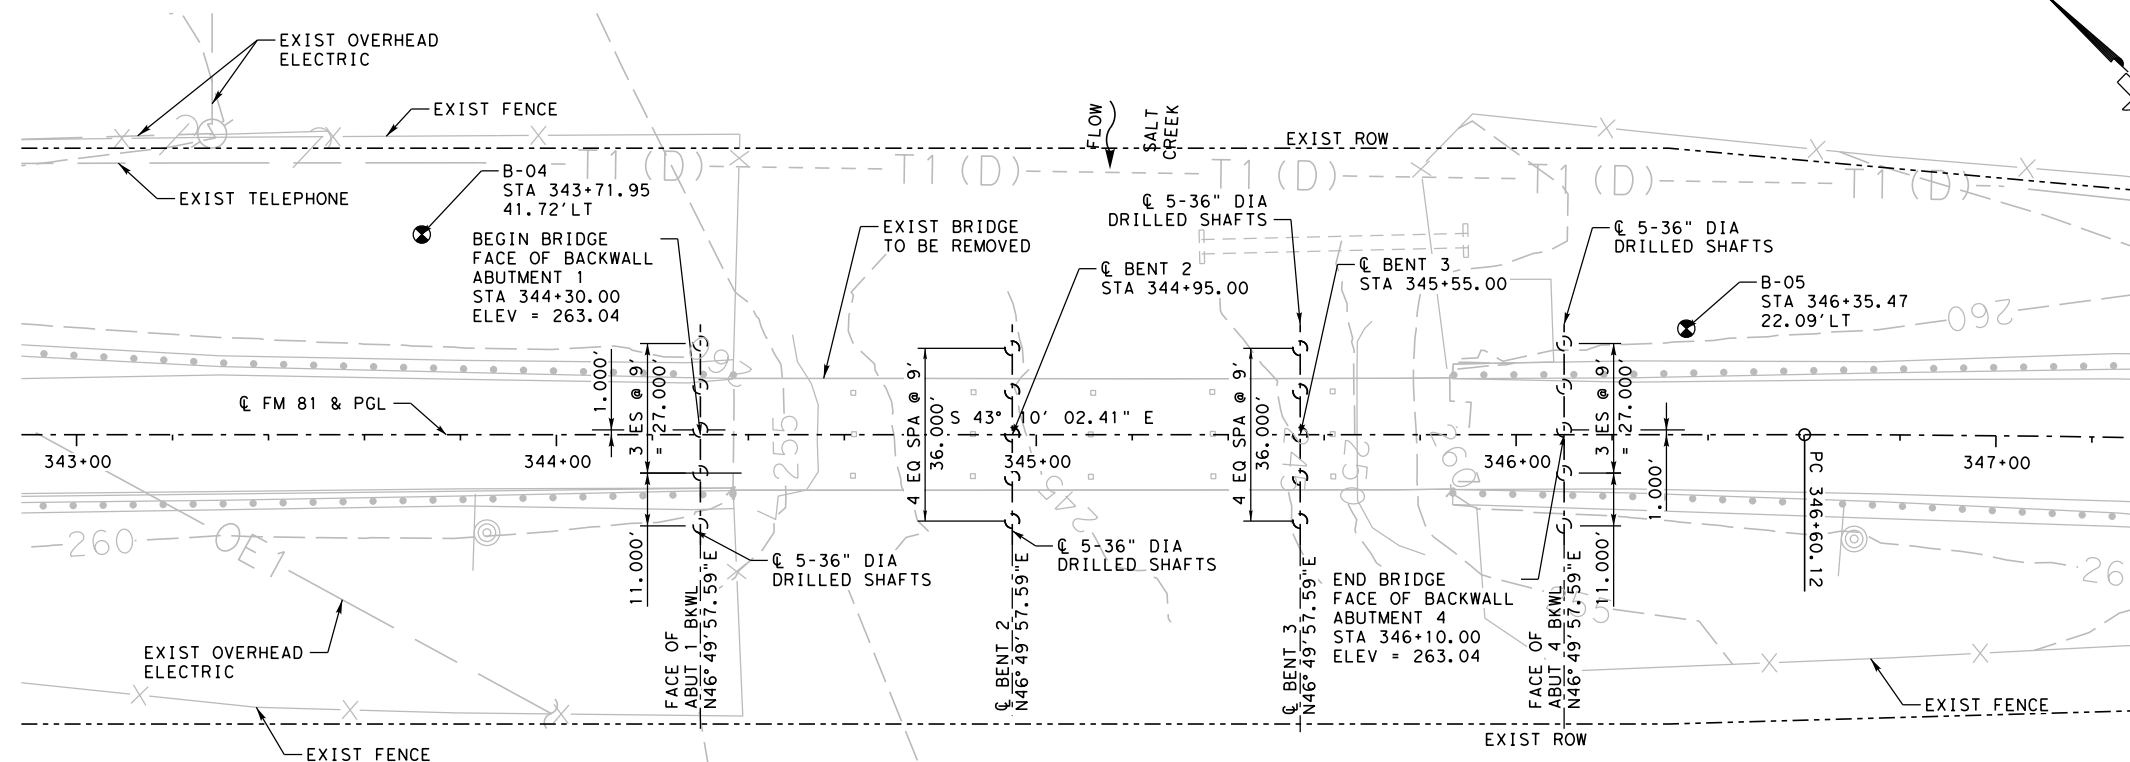 EXIST OVERHEAD
ELECTRIC
EXIST FENCE
EXIST TELEPHONE
B-04
STA 343+71.95
41.72'LT
BEGIN BRIDGE
FACE OF BACKWALL
ABUTMENT 1
STA 344+30.00
ELEV = 263.04
T1(D)
T1(D)
T1(D)
T1(D)
T1(D)
FLOW
SALT
CREEK
EXIST ROW
EXIST BRIDGE
TO BE REMOVED
℄ 5-36" DIA
DRILLED SHAFTS
℄ BENT 2
STA 344+95.00
℄ BENT 3
STA 345+55.00
℄ 5-36" DIA
DRILLED SHAFTS
B-05
STA 346+35.47
22.09'LT
260
℄ FM 81 & PGL
1.000'
3 ES @ 9'
= 27.000'
4 EQ SPA @ 9'
36.000'
S 43° 10' 02.41" E
4 EQ SPA @ 9'
36.000'
3 ES @ 9'
= 27.000'
1.000'
343+00
344+00
345+00
346+00
347+00
PC 346+60.12
255
245
250
260
260
OE1
11.000'
℄ 5-36" DIA
DRILLED SHAFTS
℄ 5-36" DIA
DRILLED SHAFTS
END BRIDGE
FACE OF BACKWALL
ABUTMENT 4
STA 346+10.00
ELEV = 263.04
11.000'
26
FACE OF
ABUT 1 BKWL
N46°49'57.59"E
℄ BENT 2
N46°49'57.59"E
℄ BENT 3
N46°49'57.59"E
FACE OF
ABUT 4 BKWL
N46°49'57.59"E
EXIST OVERHEAD
ELECTRIC
EXIST FENCE
EXIST FENCE
EXIST ROW